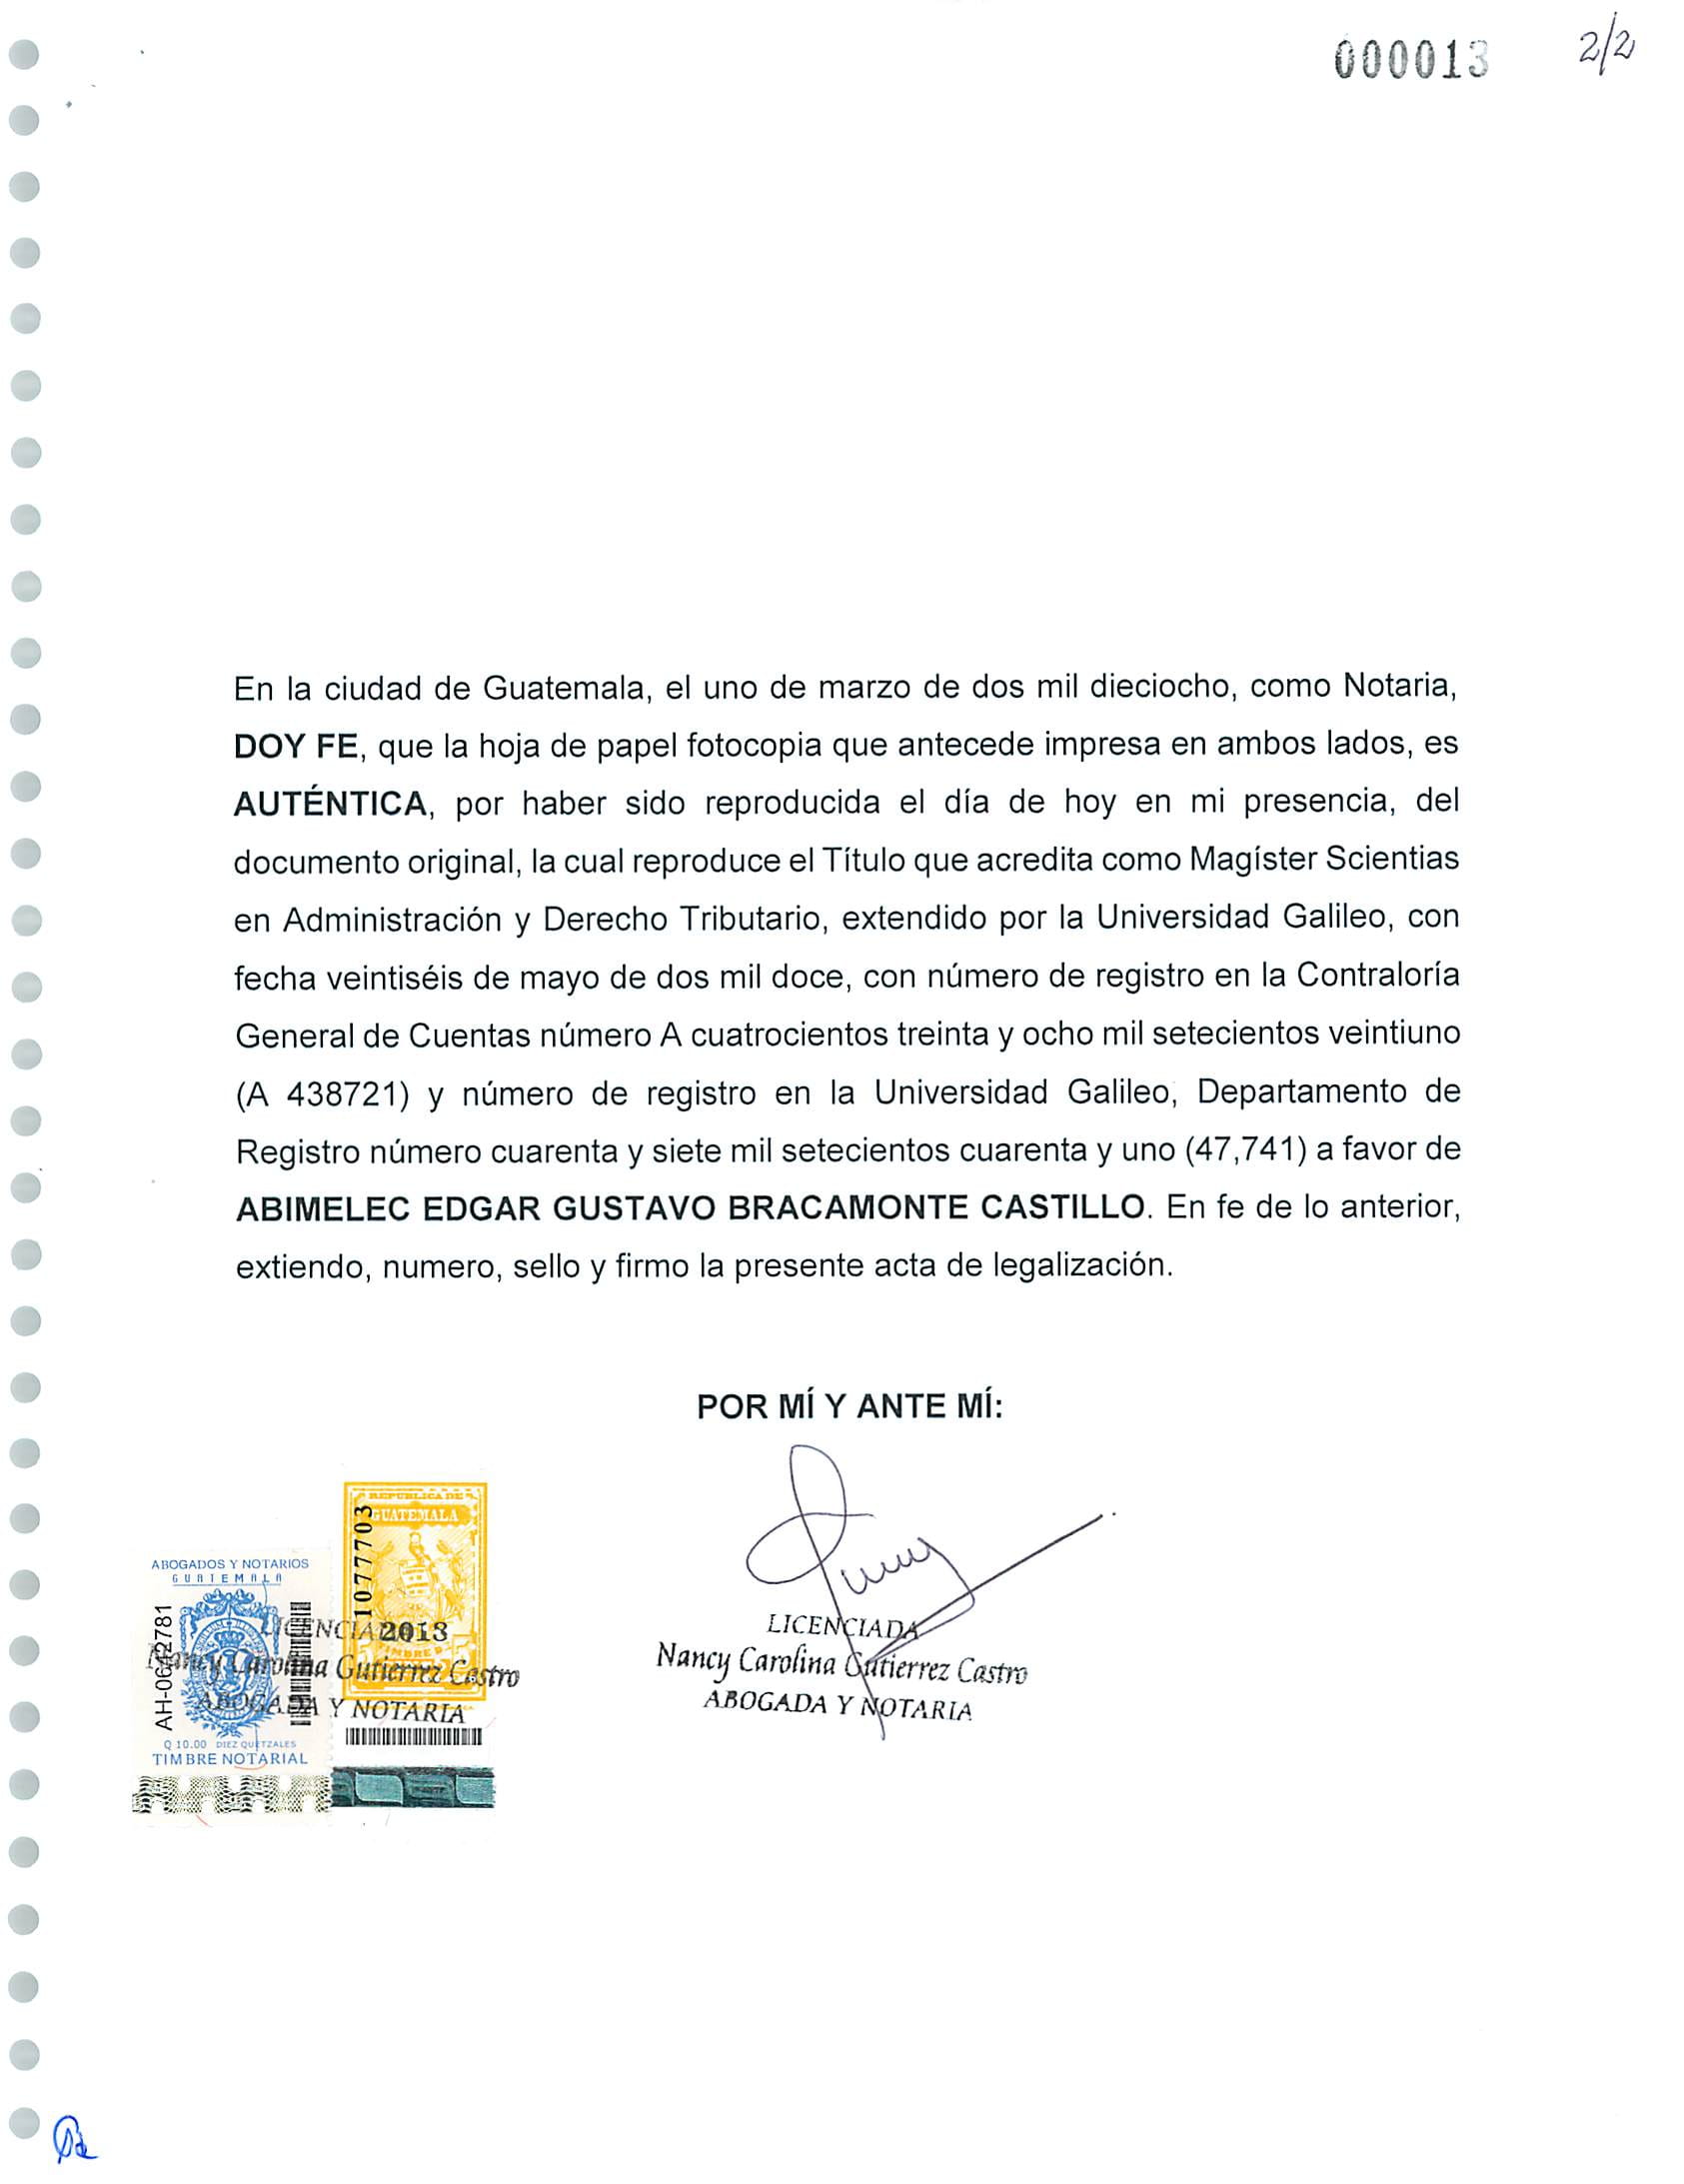 000013
2/2
En la ciudad de Guatemala, el uno de marzo de dos mil dieciocho, como Notaria,
DOY FE, que la hoja de papel fotocopia que antecede impresa en ambos lados, es
AUTÉNTICA, por haber sido reproducida el día de hoy en mi presencia, del
documento original, la cual reproduce el Título que acredita como Magíster Scientias
en Administración y Derecho Tributario, extendido por la Universidad Galileo, con
fecha veintiséis de mayo de dos mil doce, con número de registro en la Contraloría
General de Cuentas número A cuatrocientos treinta y ocho mil setecientos veintiuno
(A 438721) y número de registro en la Universidad Galileo, Departamento de
Registro número cuarenta y siete mil setecientos cuarenta y uno (47,741) a favor de
ABIMELEC EDGAR GUSTAVO BRACAMONTE CASTILLO. En fe de lo anterior,
extiendo, numero, sello y firmo la presente acta de legalización.
POR MÍ Y ANTE MÍ:
REPUBLICA DE
GUATEMALA
1077703
2013
ABOGADOS Y NOTARIOS
GUATEMALA
AH-0642781
Q 10.00 DIEZ QUETZALES
TIMBRE NOTARIAL
LICENCIADA
Nancy Carolina Gutierrez Castro
ABOGADA Y NOTARIA
LICENCIADA
Nancy Carolina Gutierrez Castro
ABOGADA Y NOTARIA